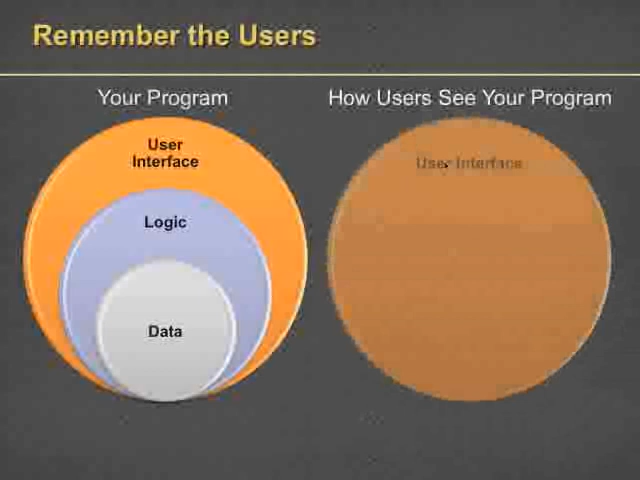 Remember the Users
Your Program
How Users See Your Program
User
Interface
Logic
Data
User Interface